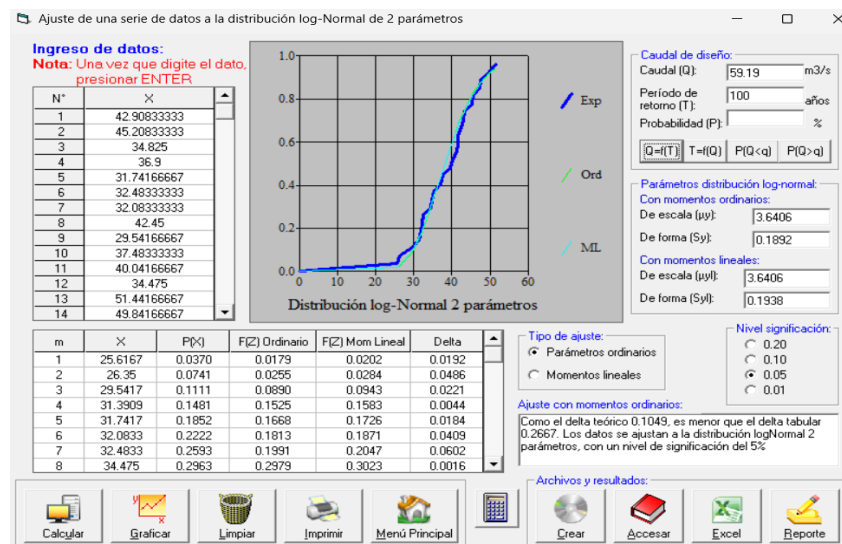 Ajuste de una serie de datos a la distribución log-Normal de 2 parámetros
Ingreso de datos:
Nota: Una vez que digite el dato,
presionar ENTER
N° X
1 42.90833333
2 45.20833333
3 34.825
4 36.9
5 31.74166667
6 32.48333333
7 32.08333333
8 42.45
9 29.54166667
10 37.48333333
11 40.04166667
12 34.475
13 51.44166667
14 49.84166667
1.0
0.8
0.6
0.4
0.2
0.0
0 10 20 30 40 50 60
Distribución log-Normal 2 parámetros
Exp
Ord
ML
Caudal de diseño:
Caudal (Q): 59.19 m3/s
Período de
retorno (T): 100 años
Probabilidad (P): %
Q=f(T) T=f(Q) P(Q<q) P(Q>q)
Parámetros distribución log-normal:
Con momentos
ordinarios:
De escala (µy): 3.6406
De forma (Sy): 0.1892
Con momentos
lineales:
De escala (µyl): 3.6406
De forma (Syl): 0.1938
m X P(X) F(Z) Ordinario F(Z) Mom Lineal Delta
1 25.6167 0.0370 0.0179 0.0202 0.0192
2 26.35 0.0741 0.0255 0.0284 0.0486
3 29.5417 0.1111 0.0890 0.0943 0.0221
4 31.3909 0.1481 0.1525 0.1583 0.0044
5 31.7417 0.1852 0.1668 0.1726 0.0184
6 32.0833 0.2222 0.1813 0.1871 0.0409
7 32.4833 0.2593 0.1991 0.2047 0.0602
8 34.475 0.2963 0.2979 0.3023 0.0016
Tipo de ajuste:
Parámetros ordinarios
Momentos lineales
Nivel significación:
0.20
0.10
0.05
0.01
Ajuste con momentos ordinarios:
Como el delta teórico 0.1049, es menor que el delta tabular
0.2667. Los datos se ajustan a la distribución logNormal 2
parámetros, con un nivel de significación del 5%
Calcular
Graficar
Limpiar
Imprimir
Menú Principal
Archivos y resultados:
Crear
Accesar
Excel
Reporte